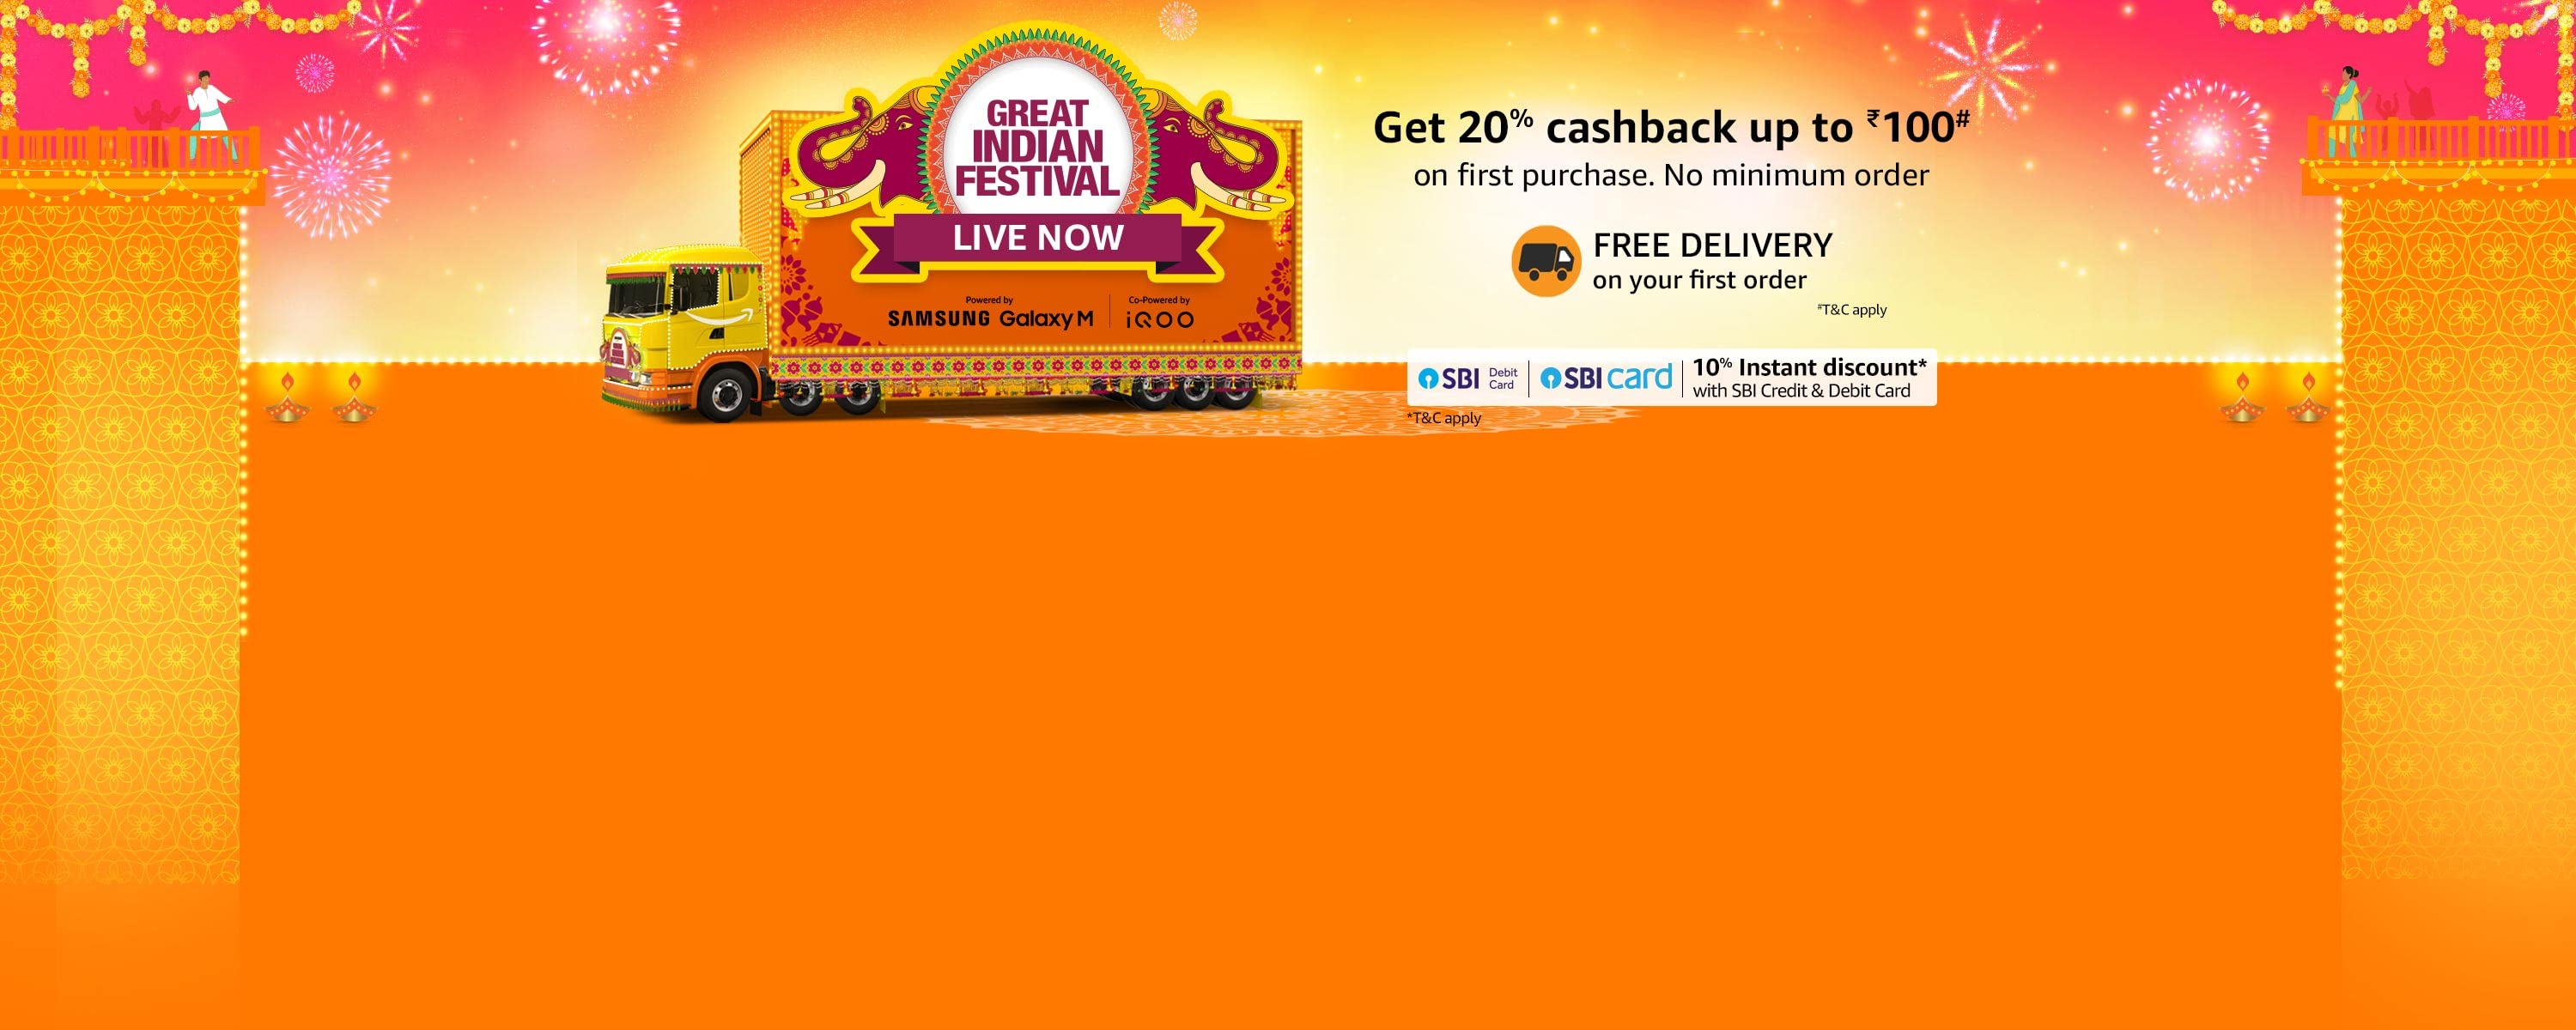 GREAT
INDIAN
FESTIVAL
LIVE NOW
Powered by
SAMSUNG Galaxy M
Co-Powered by
iQOO
Get 20% cashback up to ₹100#
on first purchase. No minimum order
FREE DELIVERY
on your first order
#T&C apply
SBI Debit Card
SBI card
10% Instant discount*
with SBI Credit & Debit Card
*T&C apply